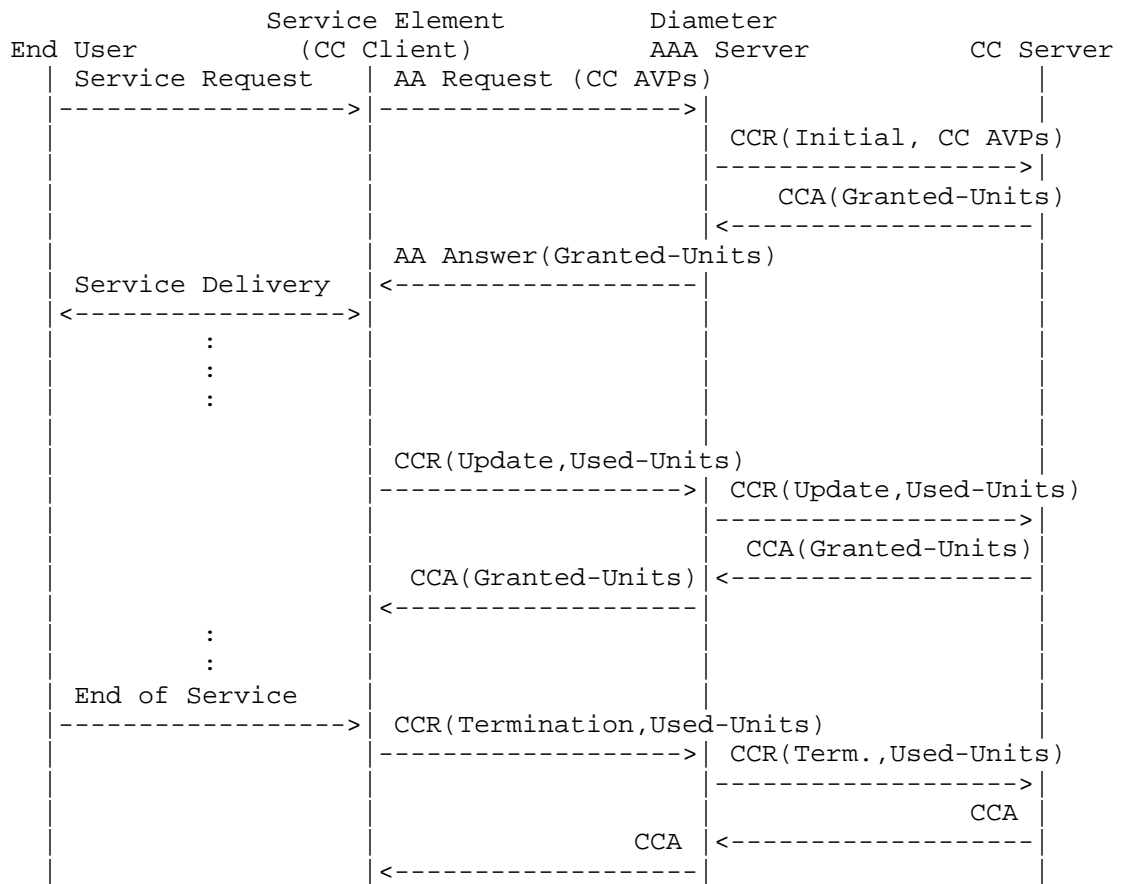 Service Element Diameter
End User (CC Client) AAA Server CC Server
Service Request AA Request (CC AVPs)
CCR(Initial, CC AVPs)
CCA(Granted-Units)
AA Answer(Granted-Units)
Service Delivery
:
:
:
CCR(Update,Used-Units)
CCR(Update,Used-Units)
CCA(Granted-Units)
CCA(Granted-Units)
:
:
End of Service
CCR(Termination,Used-Units)
CCR(Term.,Used-Units)
CCA
CCA